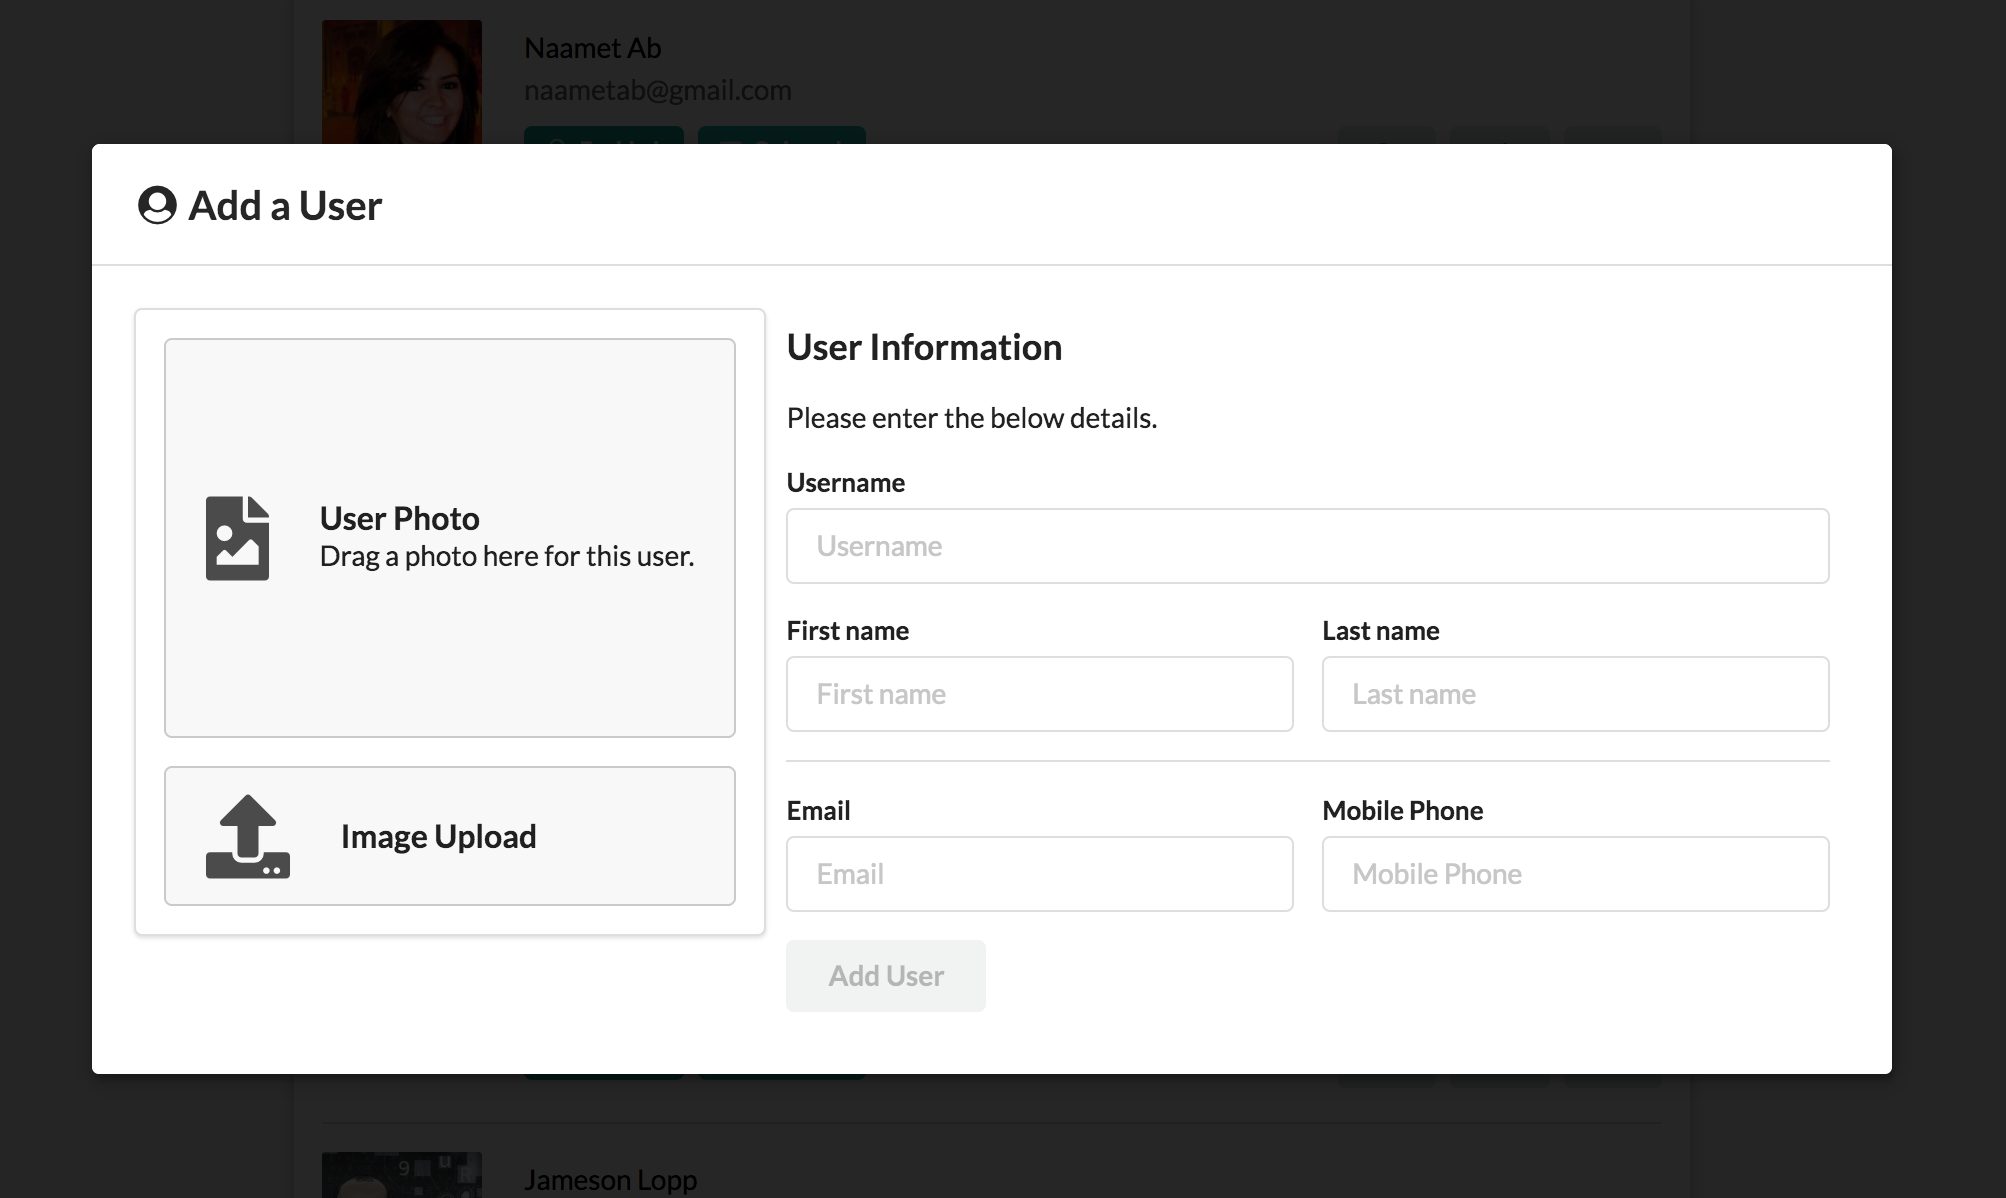 Naamet Ab
naametab@gmail.com
Add a User
User Photo
Drag a photo here for this user.
Image Upload
User Information
Please enter the below details.
Username
Username
First name
Last name
First name
Last name
Email
Mobile Phone
Email
Mobile Phone
Add User
Jameson Lopp